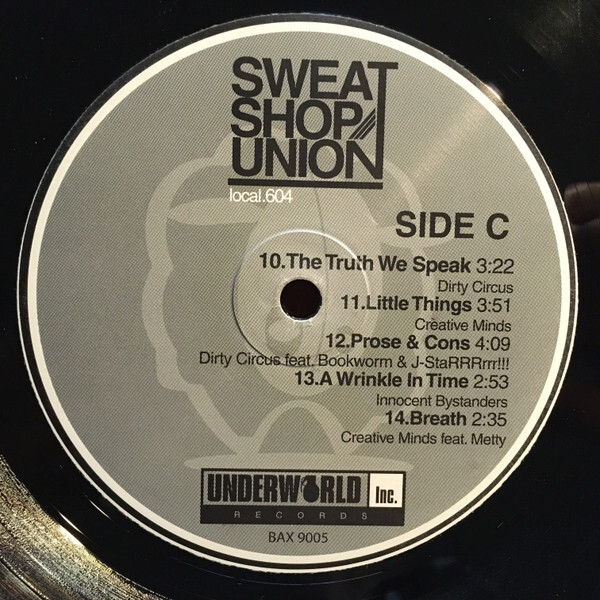 SWEAT
SHOP
UNION
local.604
SIDE C
10.The Truth We Speak 3:22
Dirty Circus
11.Little Things 3:51
Creative Minds
12.Prose & Cons 4:09
Dirty Circus feat. Bookworm & J-StaRRRrrr!!!
13.A Wrinkle In Time 2:53
Innocent Bystanders
14.Breath 2:35
Creative Minds feat. Metty
UNDERWORLD Inc.
RECORDS
BAX 9005